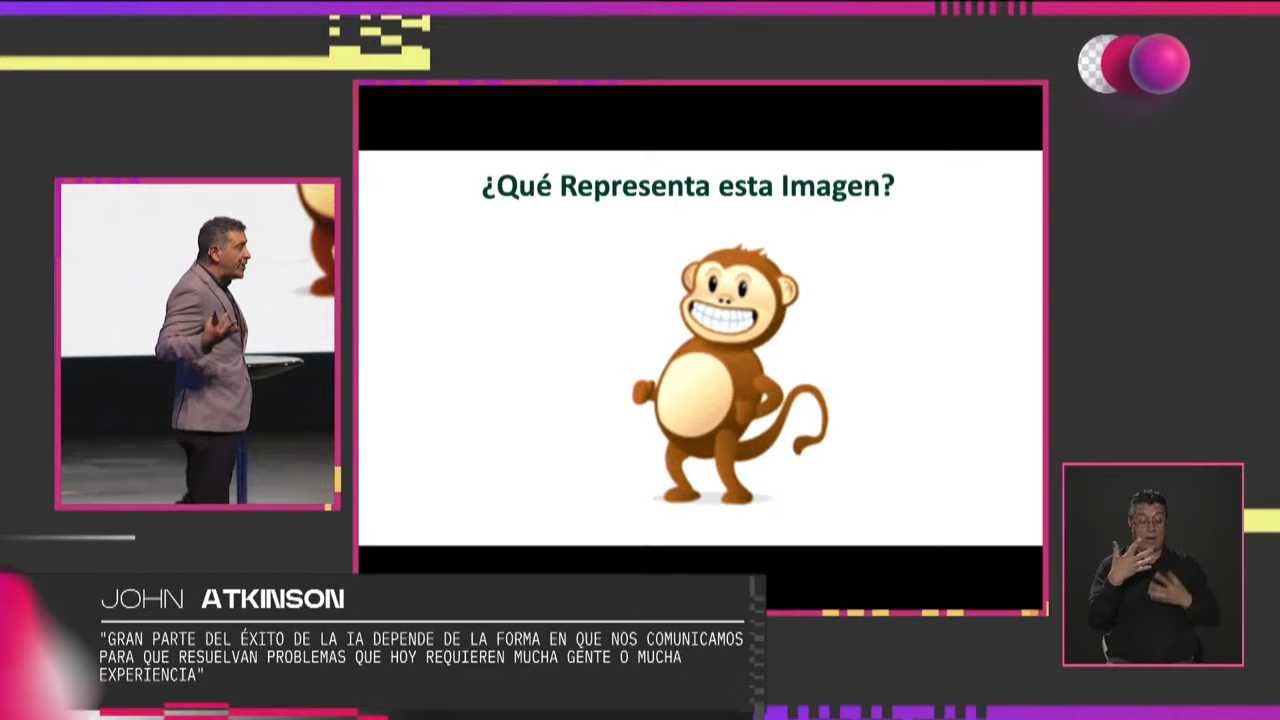 ¿Qué Representa esta Imagen?
JOHN ATKINSON
"GRAN PARTE DEL ÉXITO DE LA IA DEPENDE DE LA FORMA EN QUE NOS COMUNICAMOS
PARA QUE RESUELVAN PROBLEMAS QUE HOY REQUIEREN MUCHA GENTE O MUCHA
EXPERIENCIA"